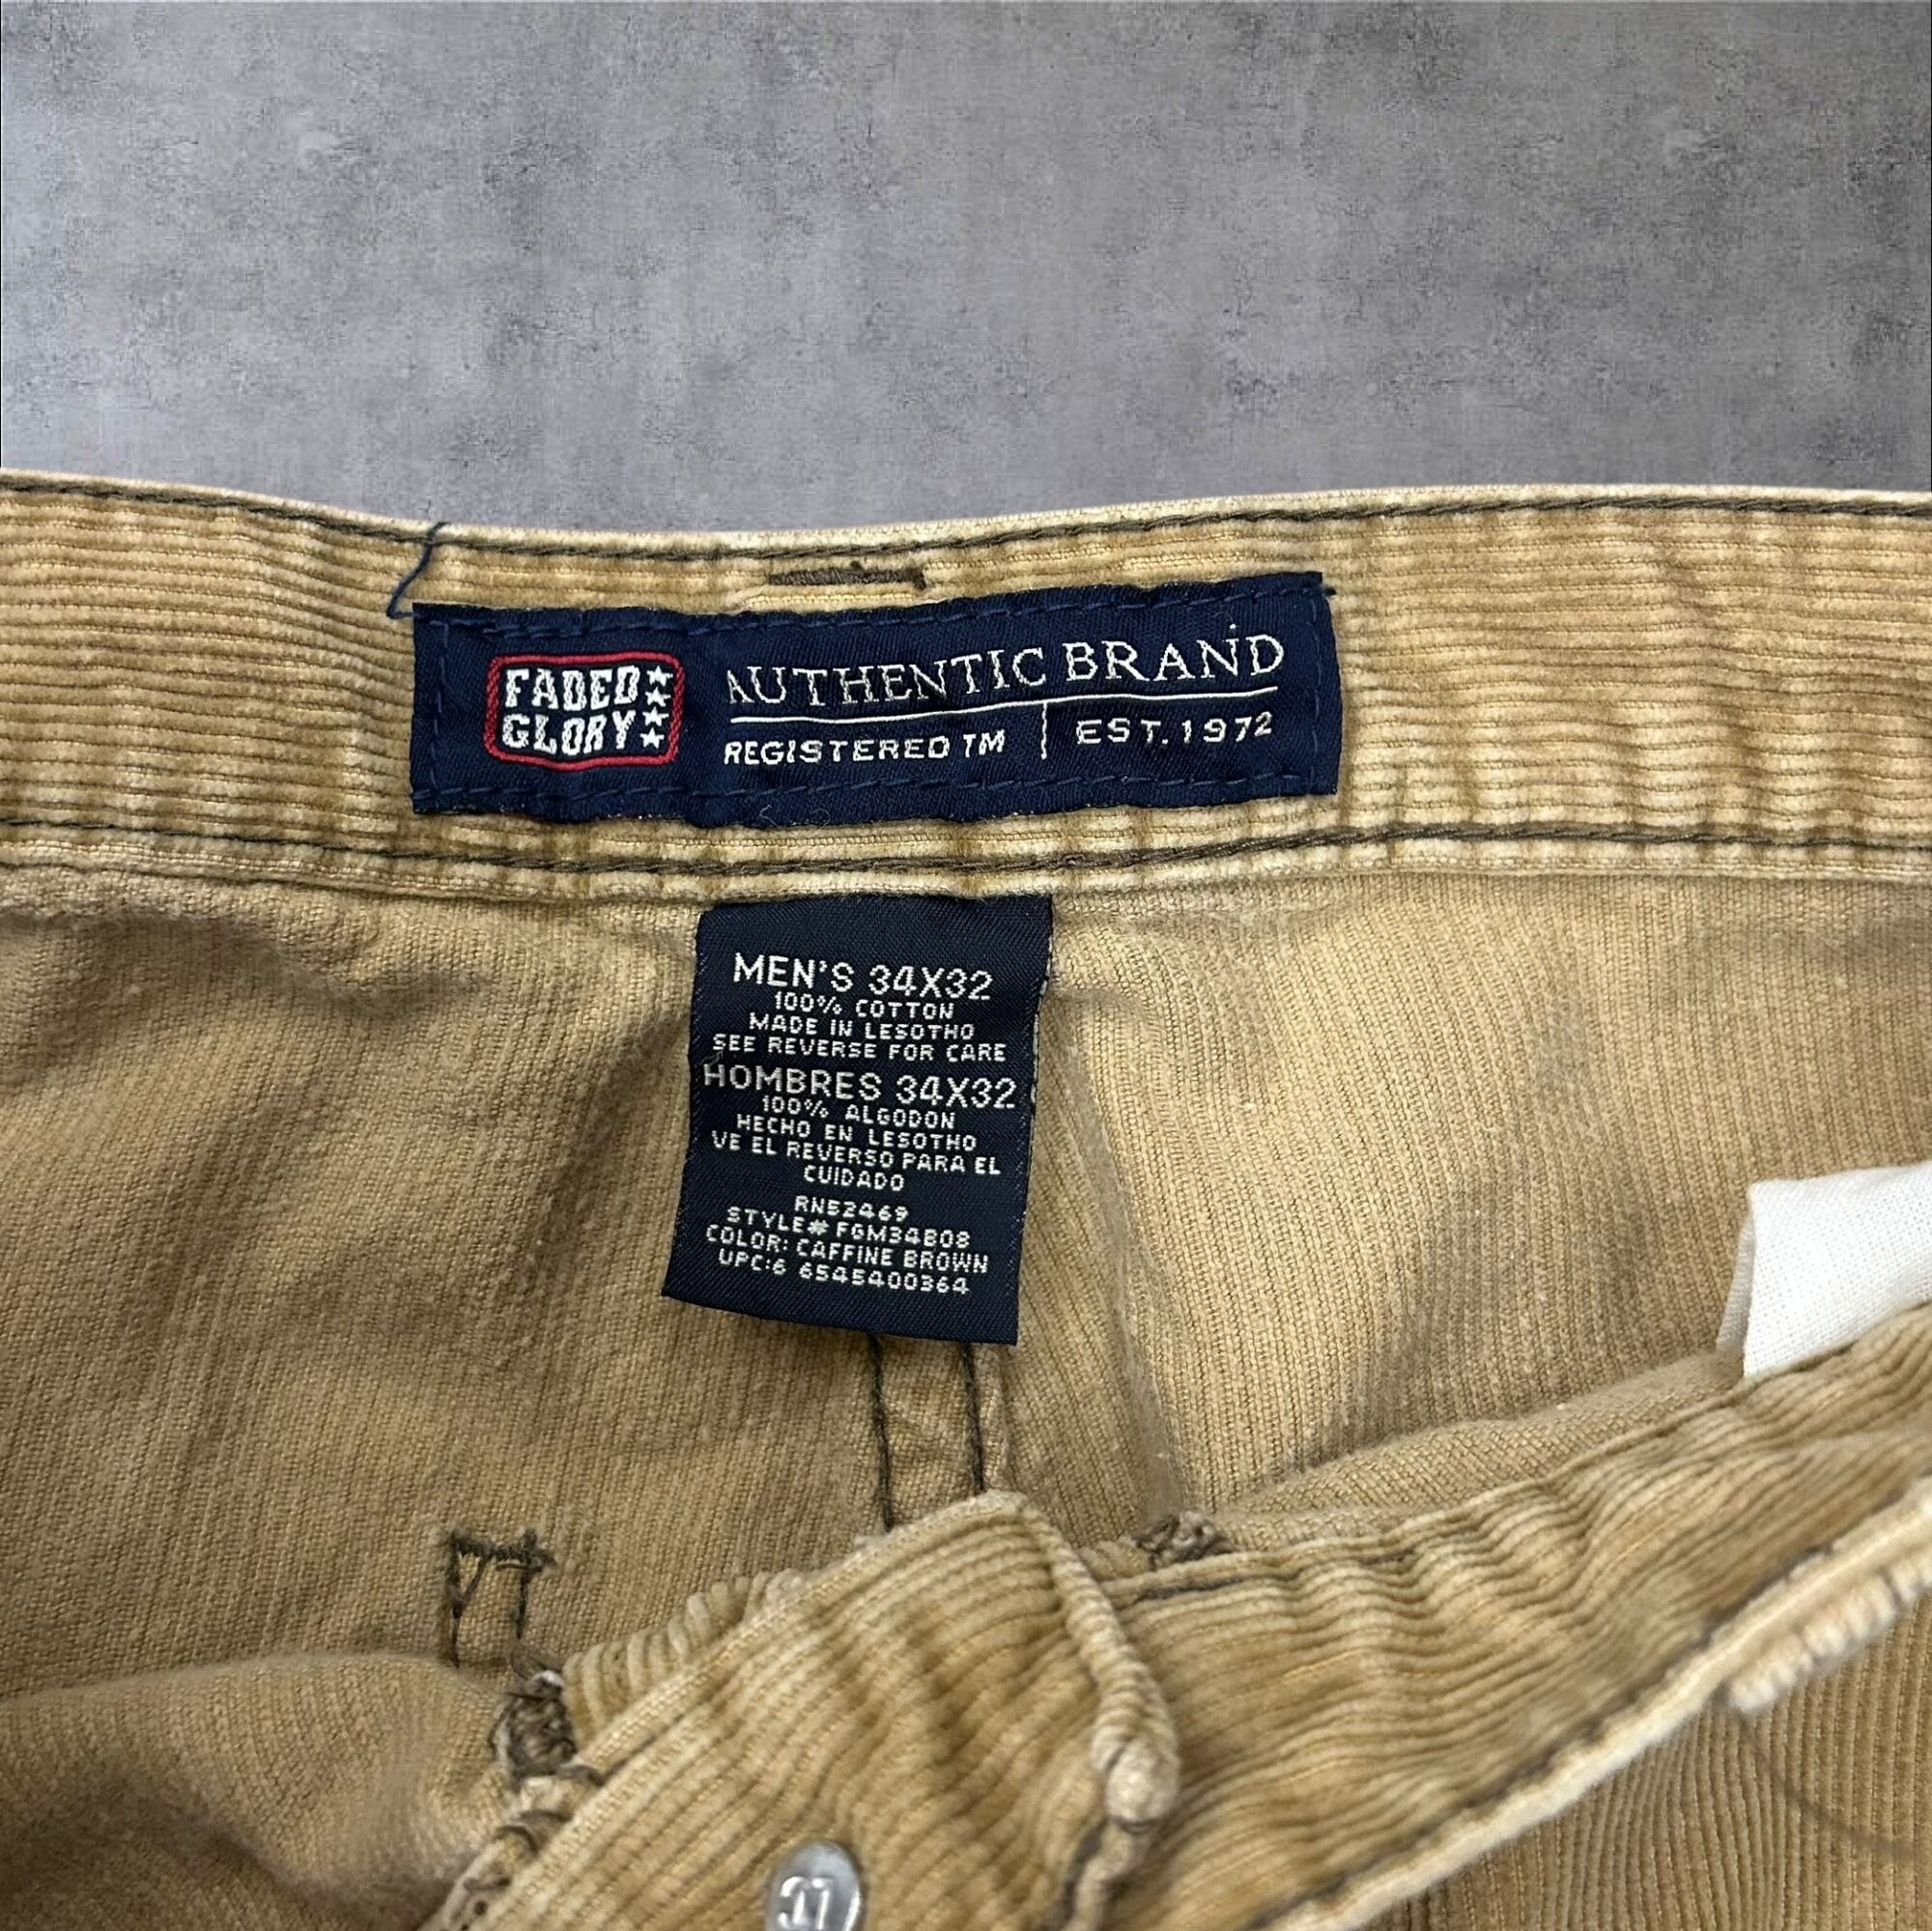 FADED
GLORY
AUTHENTIC BRAND
REGISTERED TM | EST. 1972
MEN'S 34X32
100% COTTON
MADE IN LESOTHO
SEE REVERSE FOR CARE
HOMBRES 34X32
100% ALGODON
HECHO EN LESOTHO
VE EL REVERSO PARA EL
CUIDADO
RN52469
STYLE# FGM34B08
COLOR: CAFFINE BROWN
UPC:6 6545400364